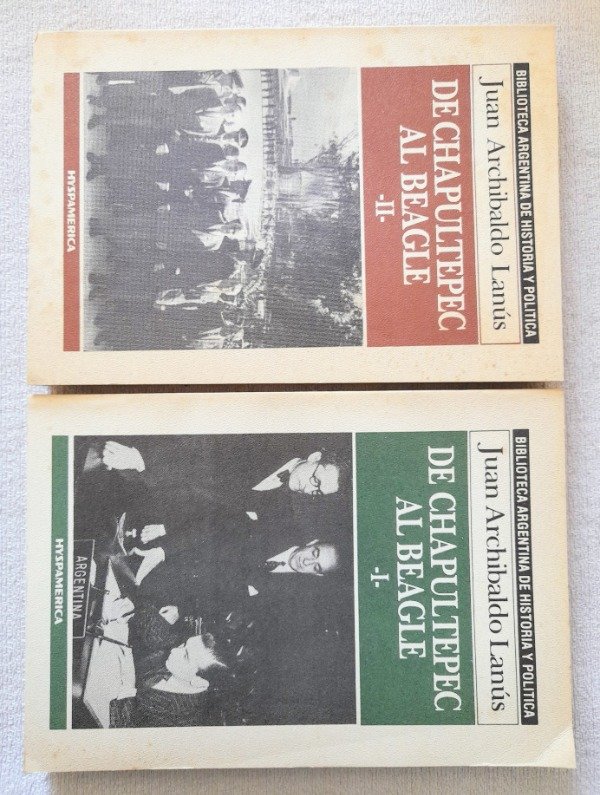 BIBLIOTECA ARGENTINA DE HISTORIA Y POLITICA
Juan Archibaldo Lanús
DE CHAPULTEPEC
AL BEAGLE
-II-
HYSPAMERICA
BIBLIOTECA ARGENTINA DE HISTORIA Y POLITICA
Juan Archibaldo Lanús
DE CHAPULTEPEC
AL BEAGLE
-I-
ARGENTINA
HYSPAMERICA